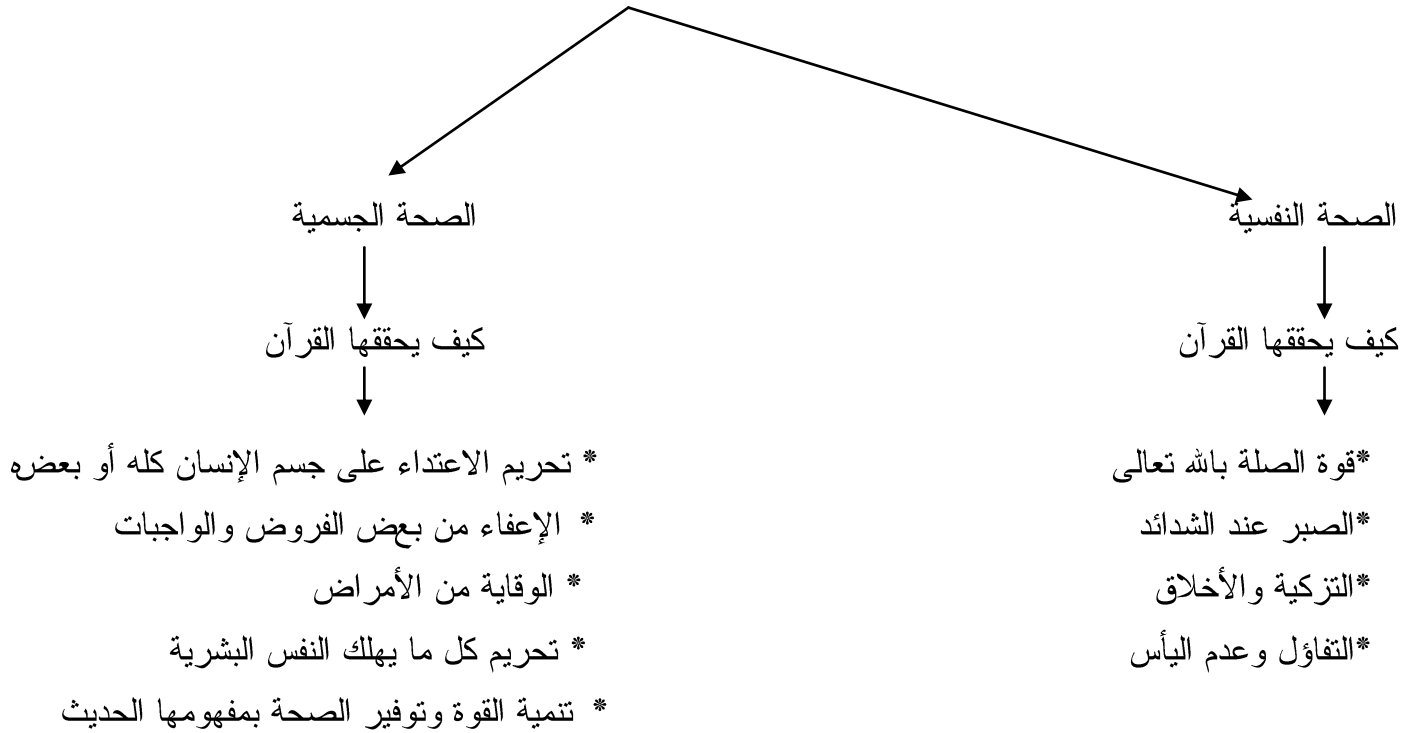 الصحة النفسية
كيف يحققها القرآن
*قوة الصلة بالله تعالى
*الصبر عند الشدائد
*التزكية والأخلاق
*التفاؤل وعدم اليأس
الصحة الجسمية
كيف يحققها القرآن
* تحريم الاعتداء على جسم الإنسان كله أو بعضه
* الإعفاء من بعض الفروض والواجبات
* الوقاية من الأمراض
* تحريم كل ما يهلك النفس البشرية
* تنمية القوة وتوفير الصحة بمفهومها الحديث